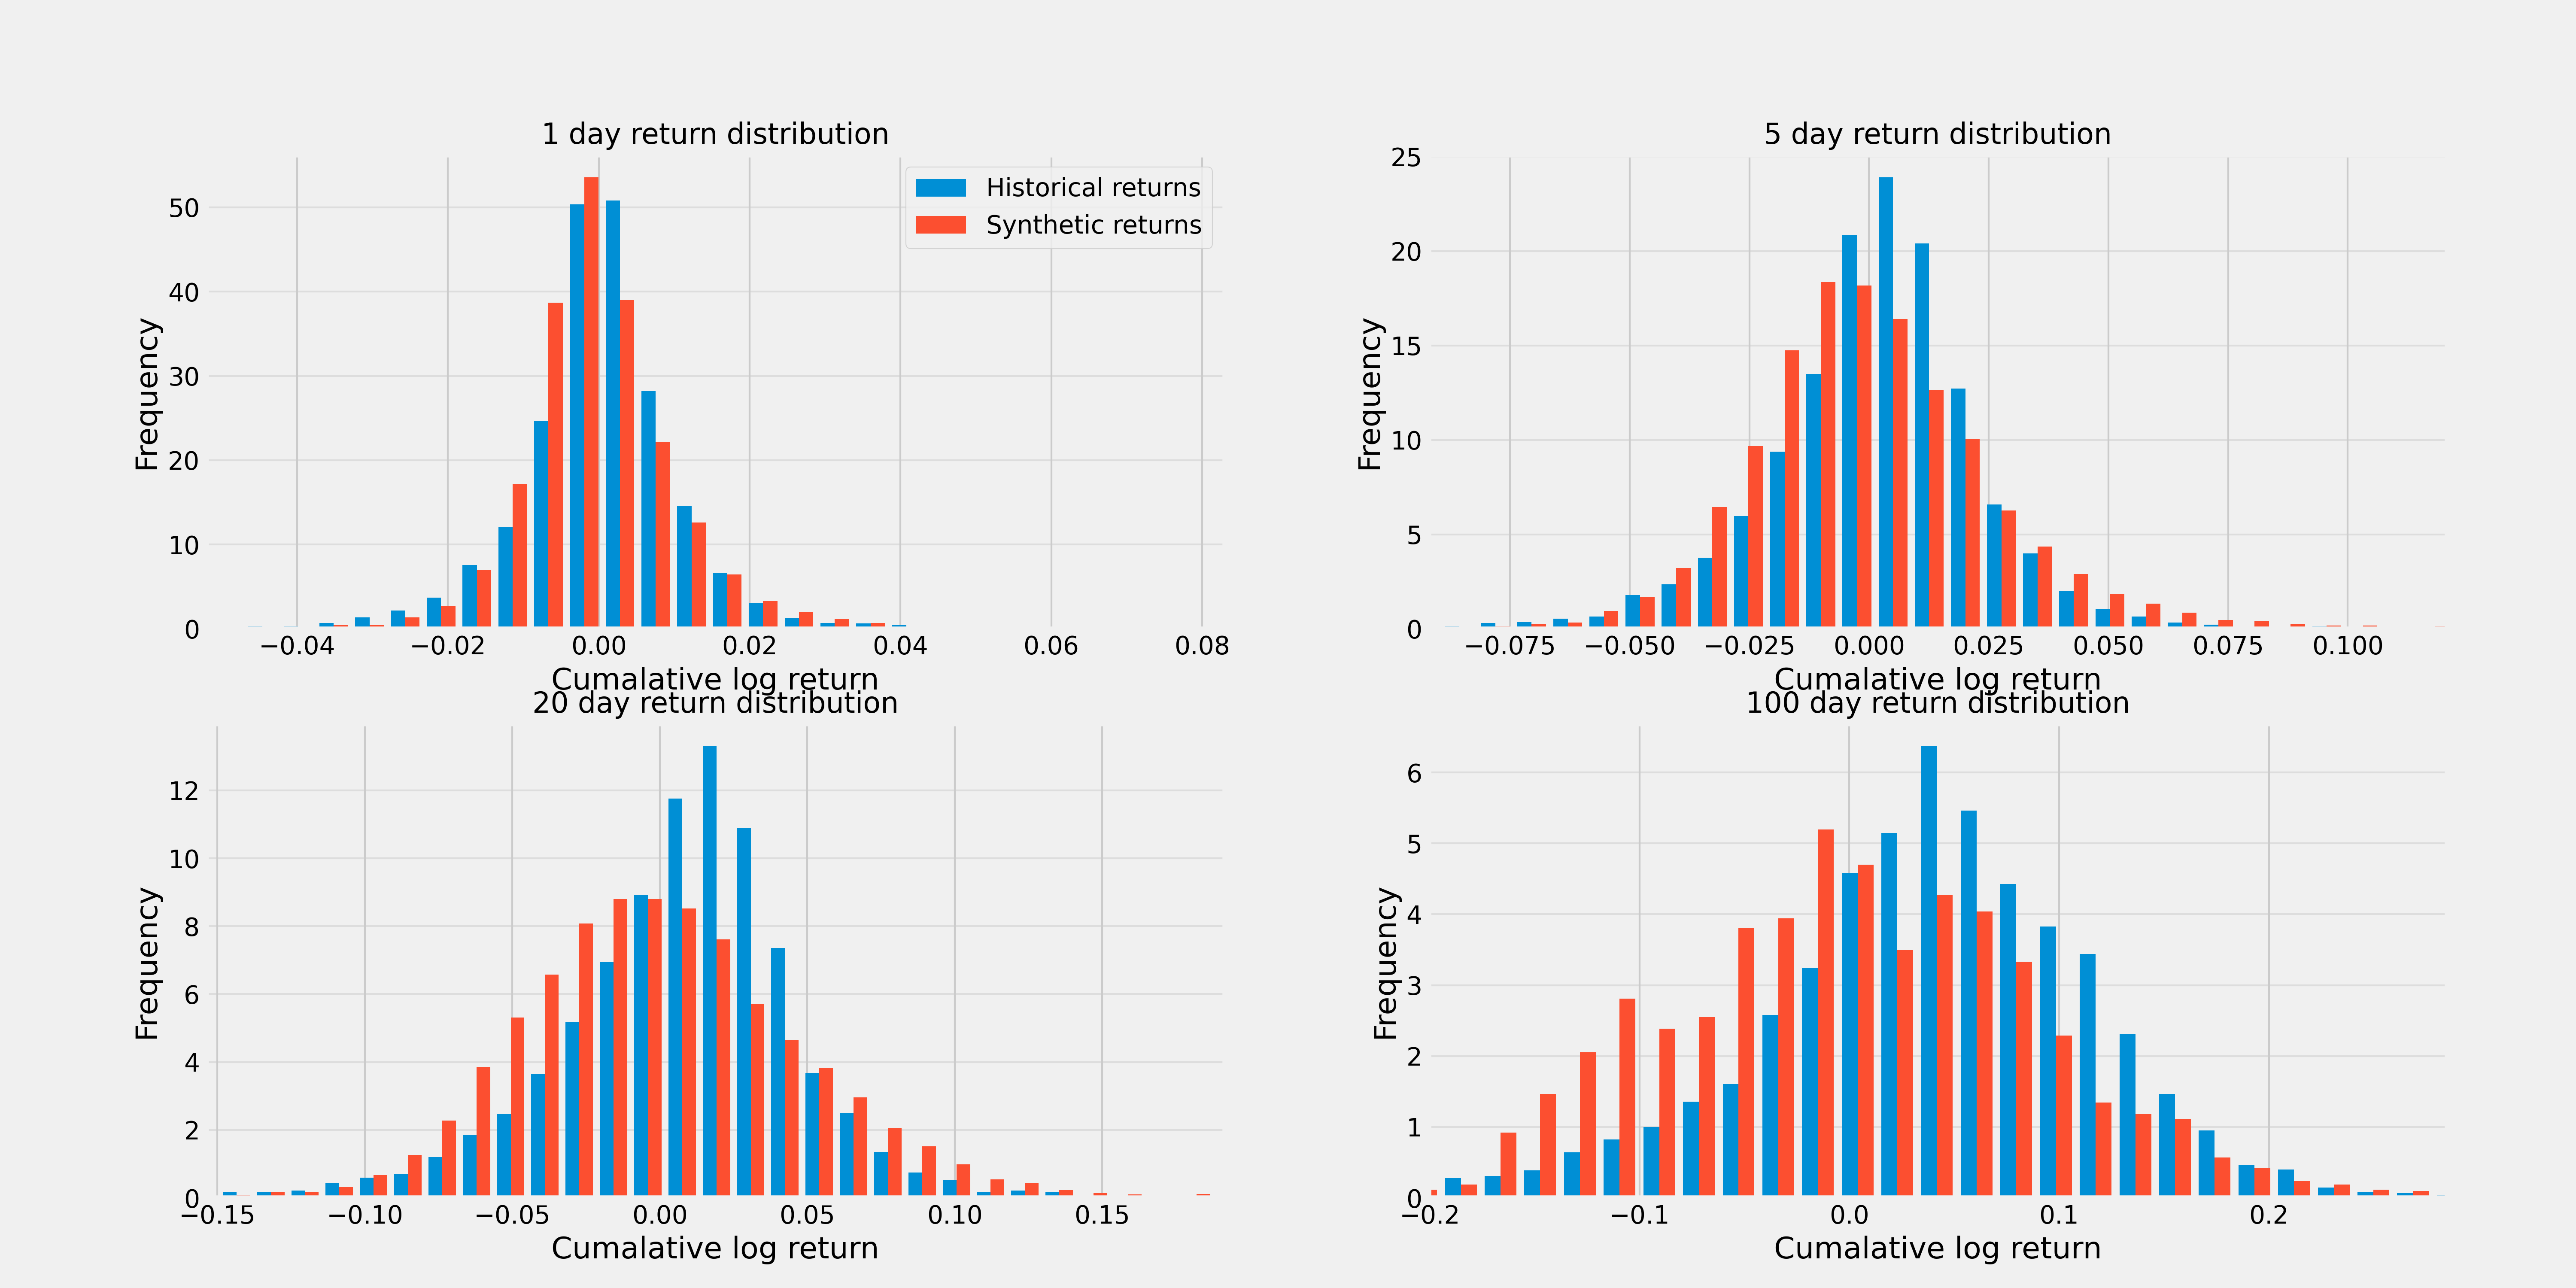 1 day return distribution
Historical returns
Synthetic returns
Frequency
50
40
30
20
10
0
−0.04 −0.02 0.00 0.02 0.04 0.06 0.08
Cumalative log return
5 day return distribution
Frequency
25
20
15
10
5
0
−0.075 −0.050 −0.025 0.000 0.025 0.050 0.075 0.100
Cumalative log return
20 day return distribution
Frequency
12
10
8
6
4
2
0
−0.15 −0.10 −0.05 0.00 0.05 0.10 0.15
Cumalative log return
100 day return distribution
Frequency
6
5
4
3
2
1
0
−0.2 −0.1 0.0 0.1 0.2
Cumalative log return